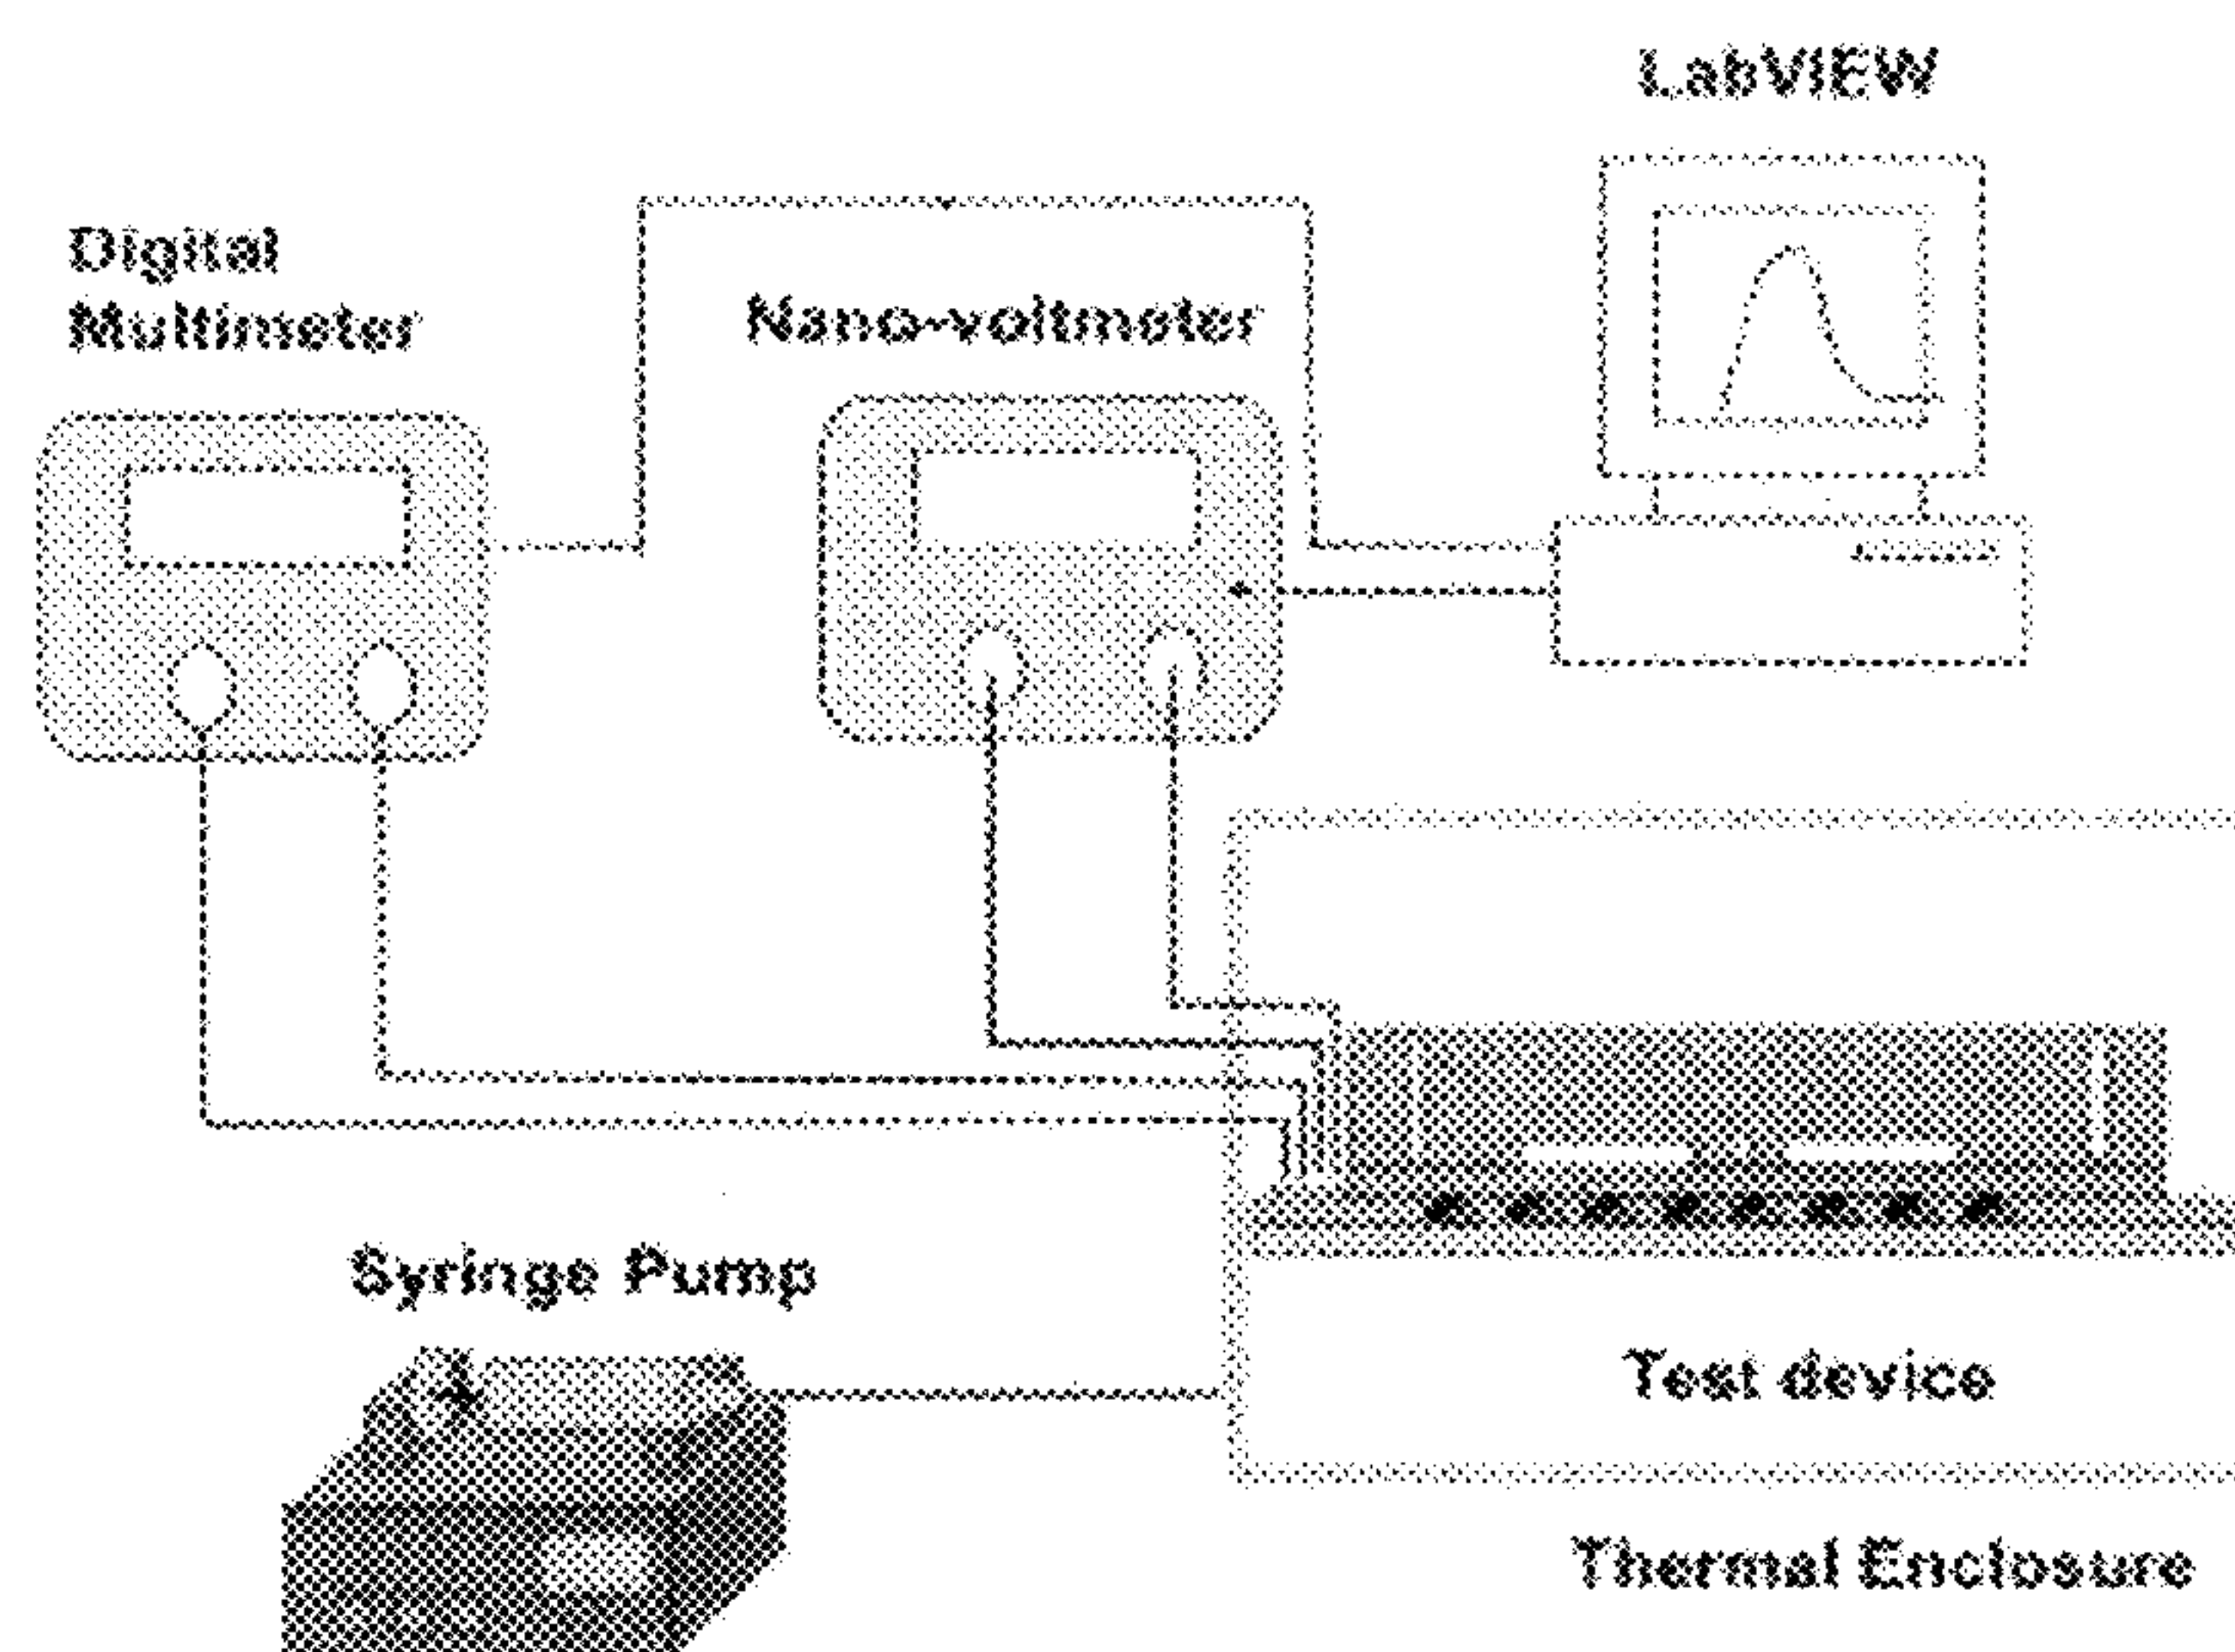 LabVIEW
Digital
Multimeter
Nano-voltmeter
Syringe Pump
Test device
Thermal Enclosure